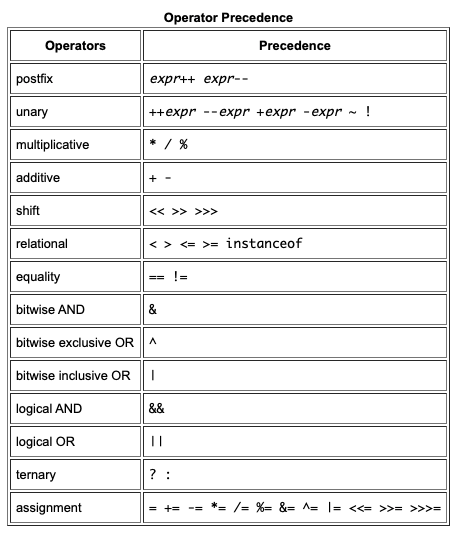 Operator Precedence
Operators Precedence
postfix expr++ expr--
unary ++expr --expr +expr -expr ~ !
multiplicative * / %
additive + -
shift << >> >>>
relational < > <= >= instanceof
equality == !=
bitwise AND &
bitwise exclusive OR ^
bitwise inclusive OR |
logical AND &&
logical OR ||
ternary ? :
assignment = += -= *= /= %= &= ^= |= <<= >>= >>>=